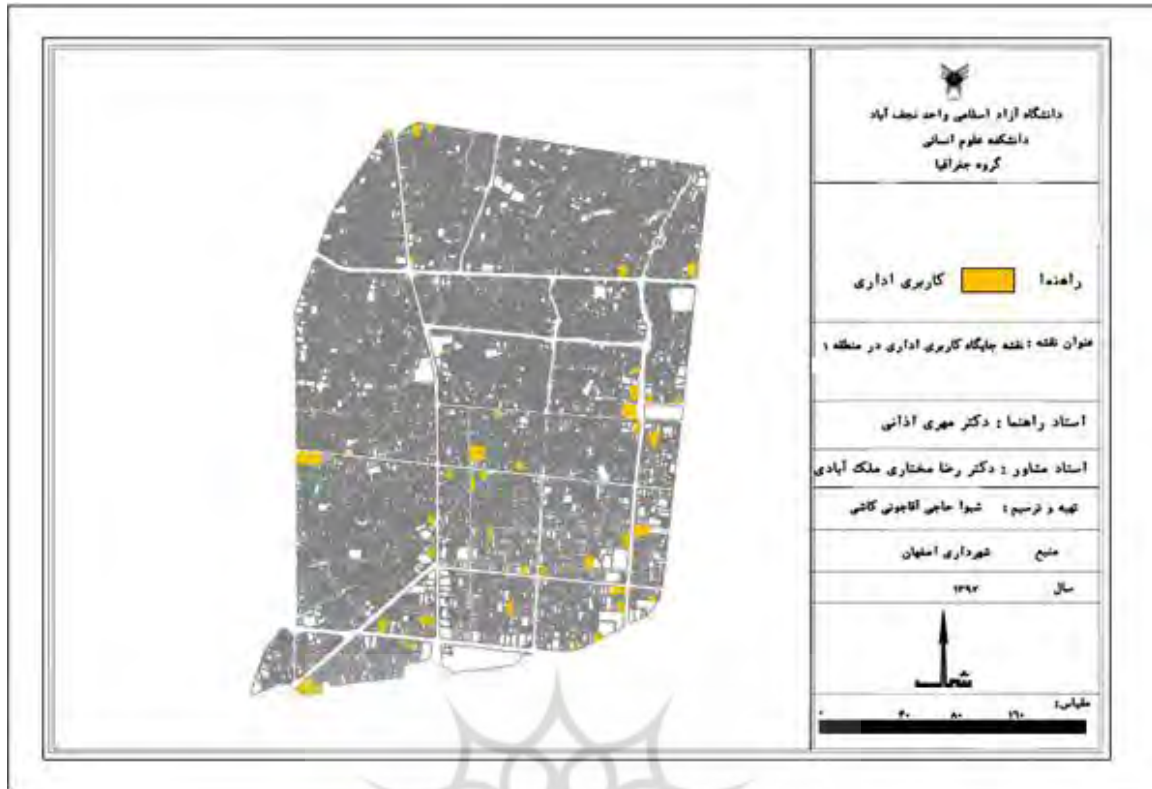 دانشگاه آزاد اسلامی واحد نجف آباد
دانشکده علوم انسانی
گروه جغرافیا
راهنما کاربری اداری
عنوان نقشه : نقشه جایگاه کاربری اداری در منطقه ۱
استاد راهنما : دکتر مهری اذانی
استاد مشاور : دکتر رضا مختاری ملک آبادی
تهیه و ترسیم : شیوا حاجی آقاجونی کاشی
منبع شهرداری اصفهان
سال ۱۳۹۲
شمال
مقیاس:
۰ ۴۰ ۸۰ ۱۶۰